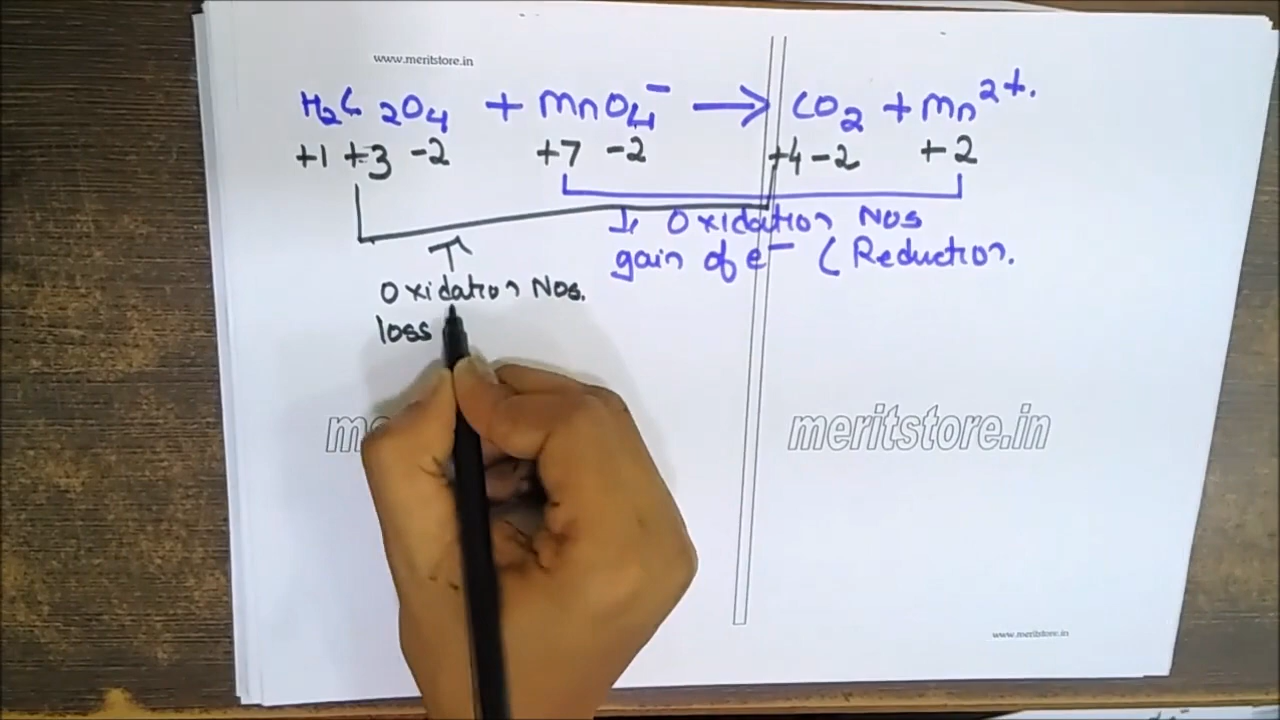 www.meritstore.in
H₂C₂O₄ + MnO₄⁻ → CO₂ + Mn²⁺.
+1 +3 -2 +7 -2 +4 -2 +2
↓ Oxidation Nos
gain of e⁻ (Reduction.
↑
Oxidation Nos.
loss
meritstore.in
www.meritstore.in